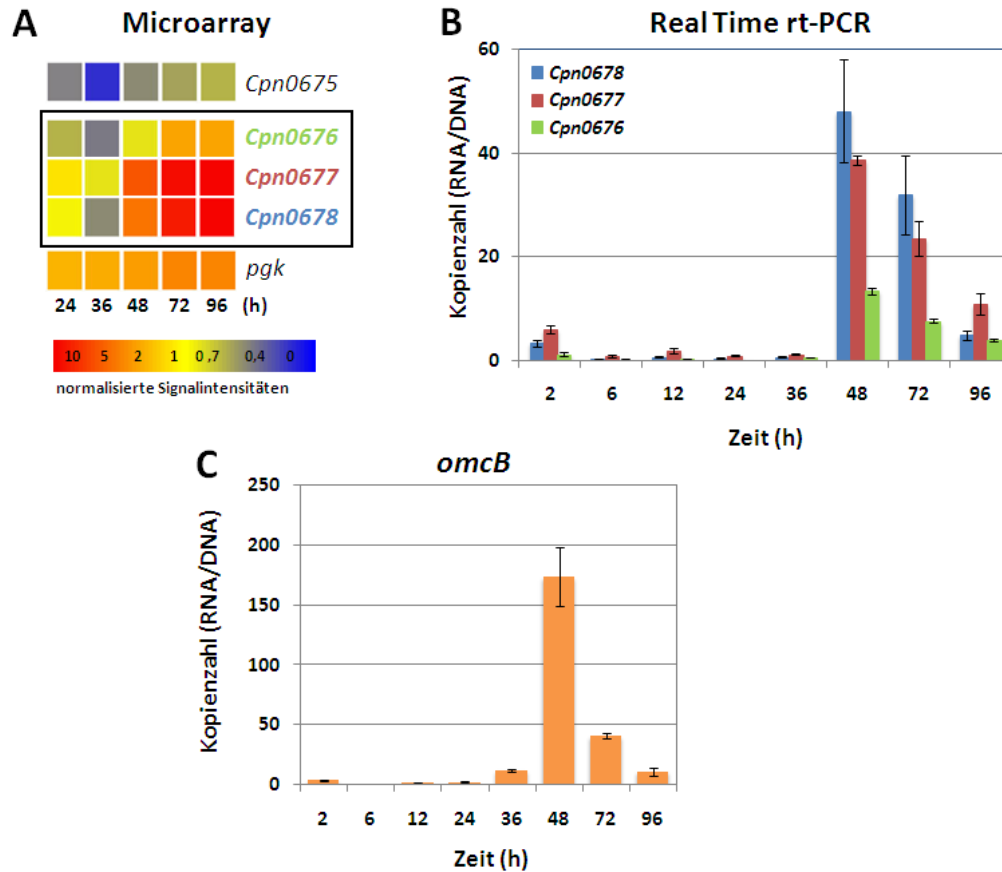 A
Microarray
Cpn0675
Cpn0676
Cpn0677
Cpn0678
pgk
24 36 48 72 96 (h)
10 5 2 1 0 ,7 0,4 0
normalisierte Signalintensitäten
B
Real Time rt-PCR
Cpn0678
Cpn0677
Cpn0676
Kopienzahl (RNA/DNA)
60
40
20
0
2 6 12 24 36 48 72 96
Zeit (h)
C
omcB
Kopienzahl (RNA/DNA)
250
200
150
100
50
0
2 6 12 24 36 48 72 96
Zeit (h)